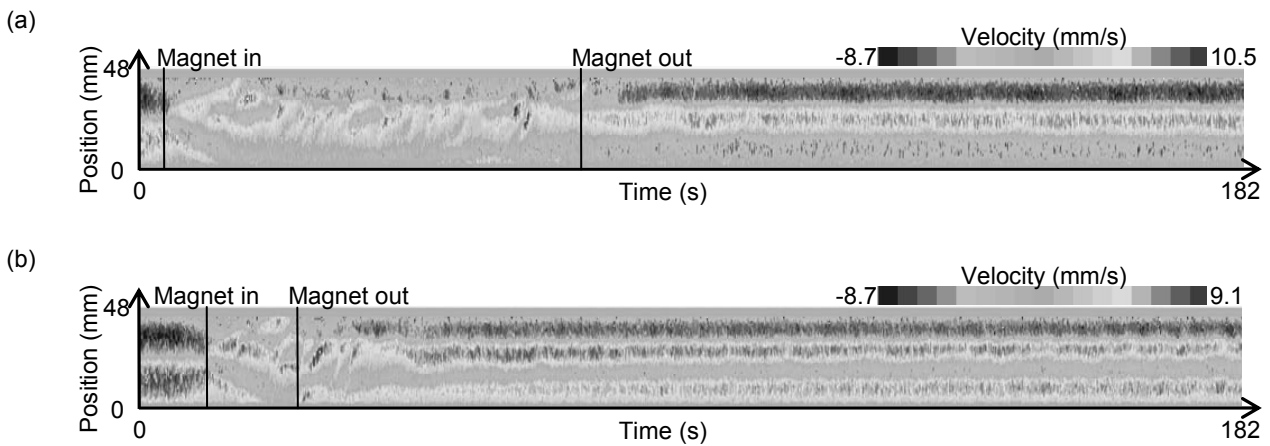 (a)
Velocity (mm/s)
-8.7 10.5
Magnet in Magnet out
Position (mm)
48
0
0 Time (s) 182
(b)
Velocity (mm/s)
-8.7 9.1
Magnet in Magnet out
Position (mm)
48
0
0 Time (s) 182